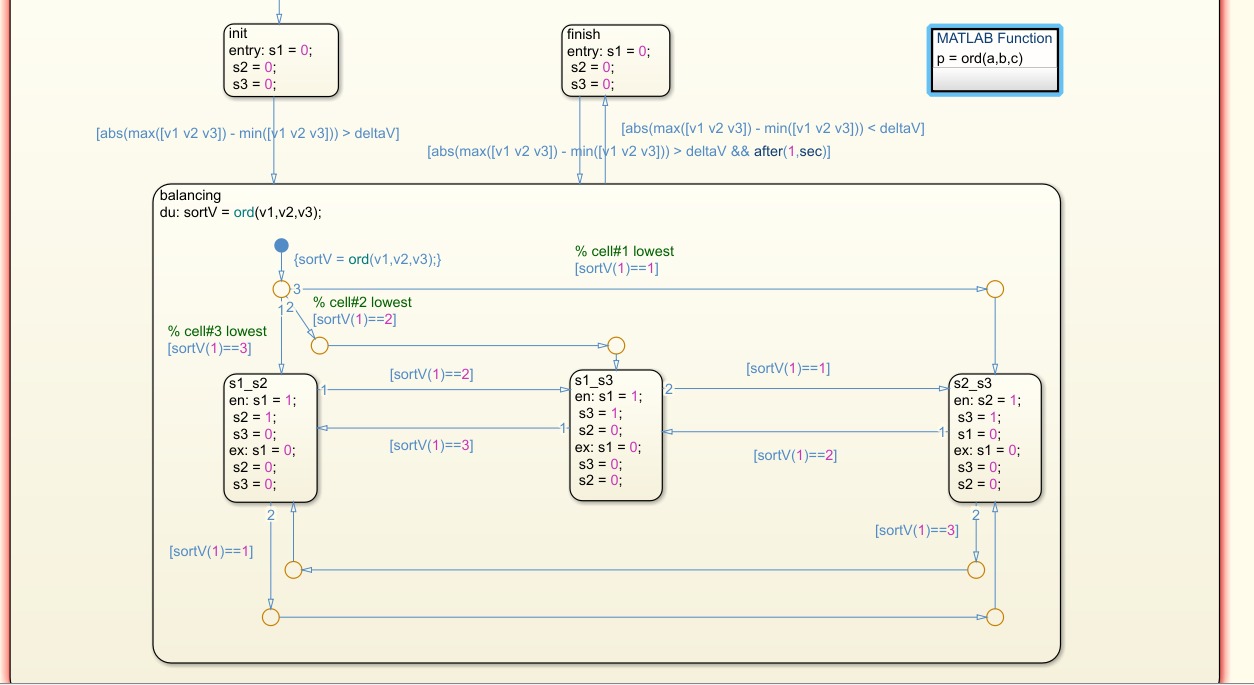 init
entry: s1 = 0;
s2 = 0;
s3 = 0;
finish
entry: s1 = 0;
s2 = 0;
s3 = 0;
MATLAB Function
p = ord(a,b,c)
[abs(max([v1 v2 v3]) - min([v1 v2 v3])) > deltaV]
[abs(max([v1 v2 v3]) - min([v1 v2 v3])) < deltaV]
[abs(max([v1 v2 v3]) - min([v1 v2 v3])) > deltaV && after(1,sec)]
balancing
du: sortV = ord(v1,v2,v3);
{sortV = ord(v1,v2,v3);}
% cell#1 lowest
[sortV(1)==1]
3
1
2
% cell#2 lowest
[sortV(1)==2]
% cell#3 lowest
[sortV(1)==3]
s1_s2
en: s1 = 1;
s2 = 1;
s3 = 0;
ex: s1 = 0;
s2 = 0;
s3 = 0;
1
[sortV(1)==2]
1
[sortV(1)==3]
s1_s3
en: s1 = 1;
s3 = 1;
s2 = 0;
ex: s1 = 0;
s3 = 0;
s2 = 0;
2
[sortV(1)==1]
1
[sortV(1)==2]
s2_s3
en: s2 = 1;
s3 = 1;
s1 = 0;
ex: s1 = 0;
s3 = 0;
s2 = 0;
2
[sortV(1)==1]
2
[sortV(1)==3]